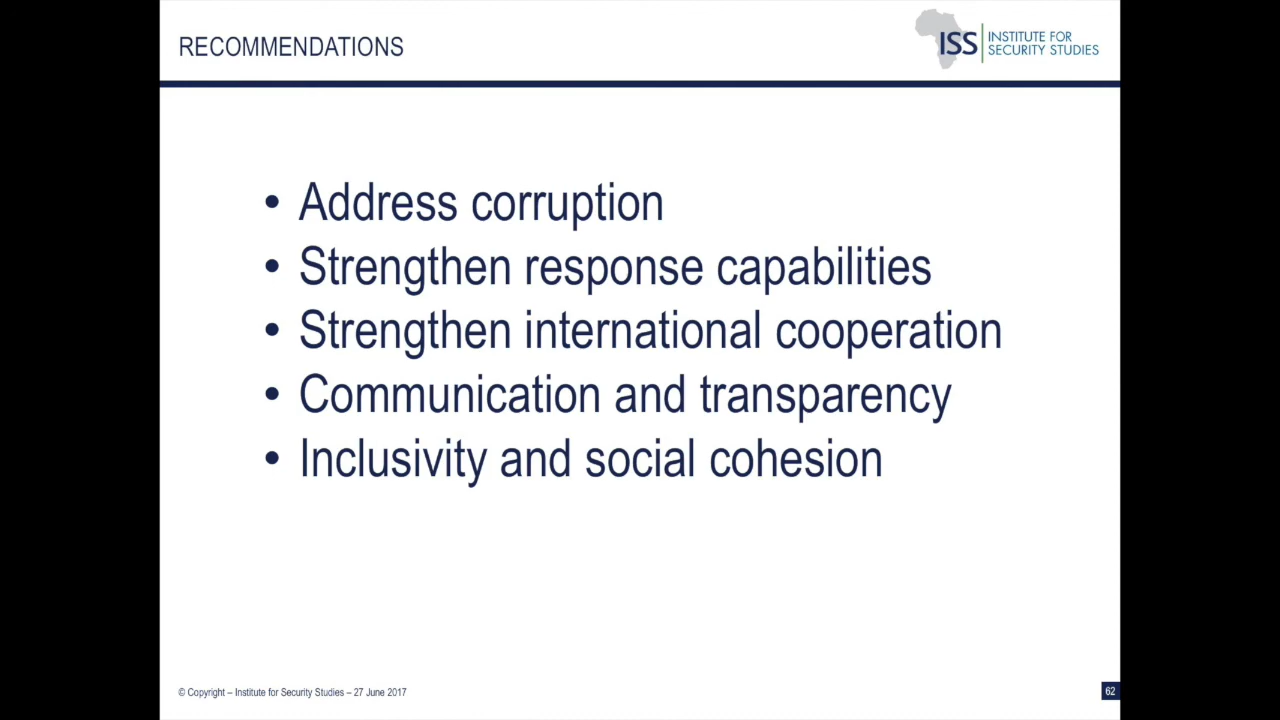 RECOMMENDATIONS
ISS
INSTITUTE FOR
SECURITY STUDIES
• Address corruption
• Strengthen response capabilities
• Strengthen international cooperation
• Communication and transparency
• Inclusivity and social cohesion
© Copyright – Institute for Security Studies – 27 June 2017
62